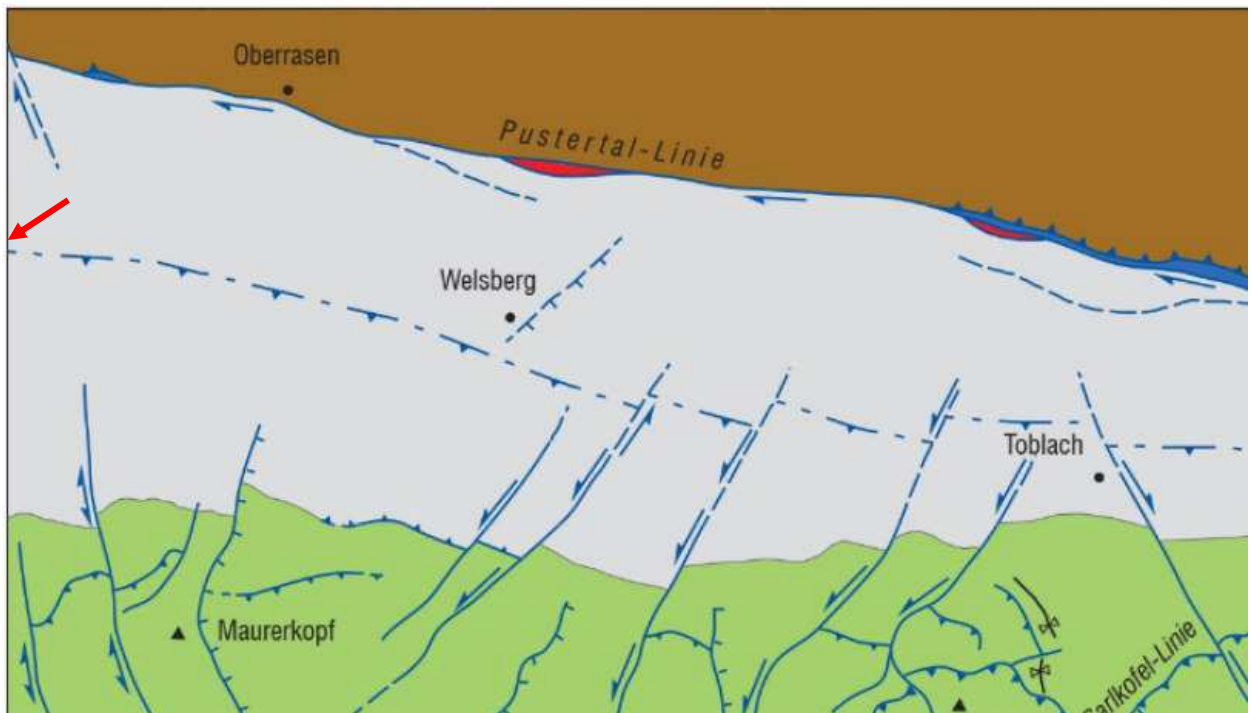 Oberrasen
Pustertal-Linie
Welsberg
Toblach
Maurerkopf